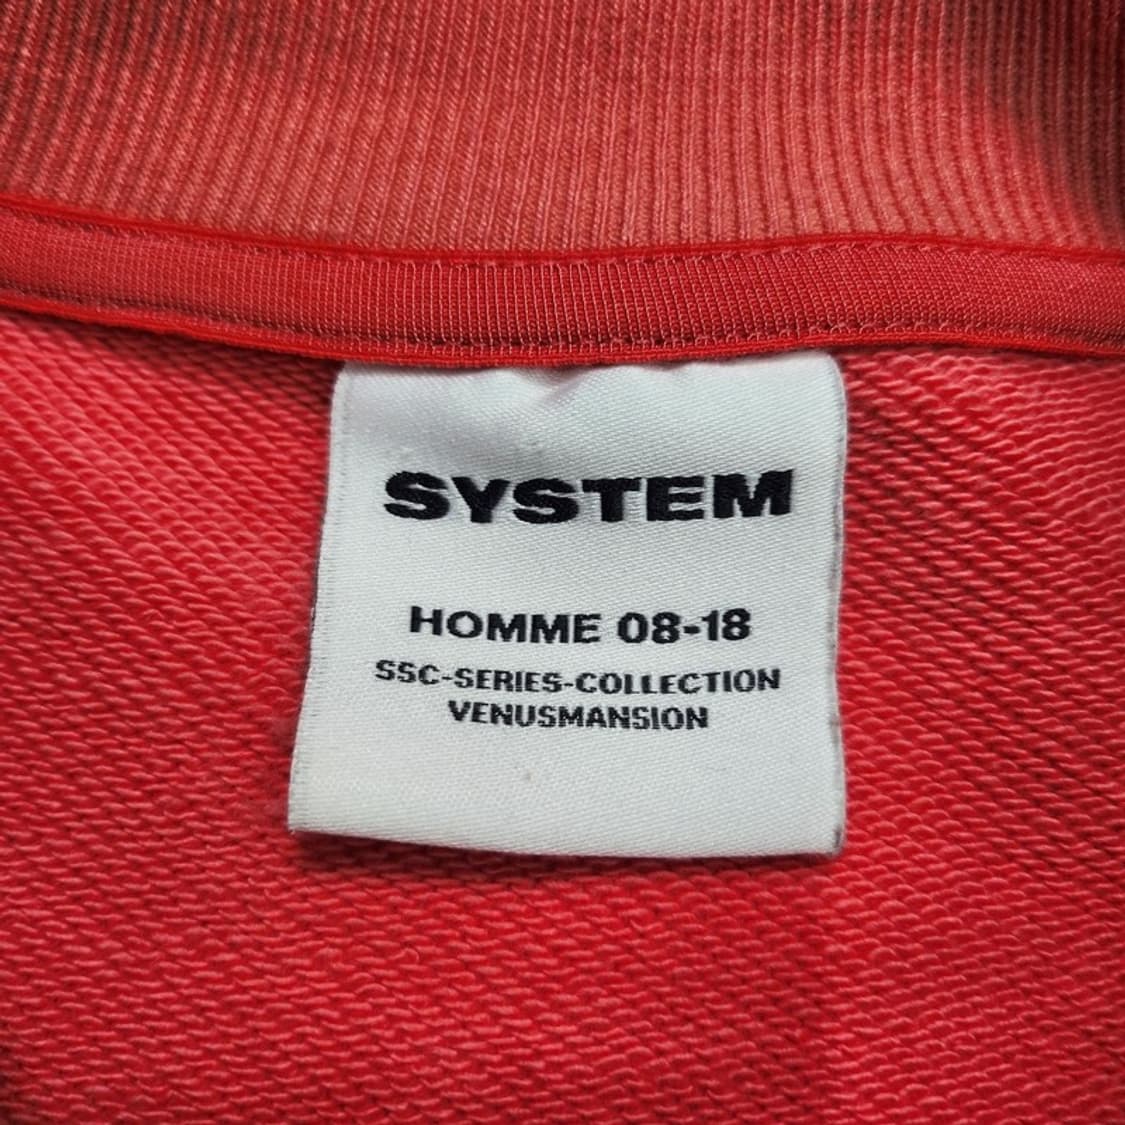 SYSTEM
HOMME 08-18
SSC-SERIES-COLLECTION
VENUSMANSION